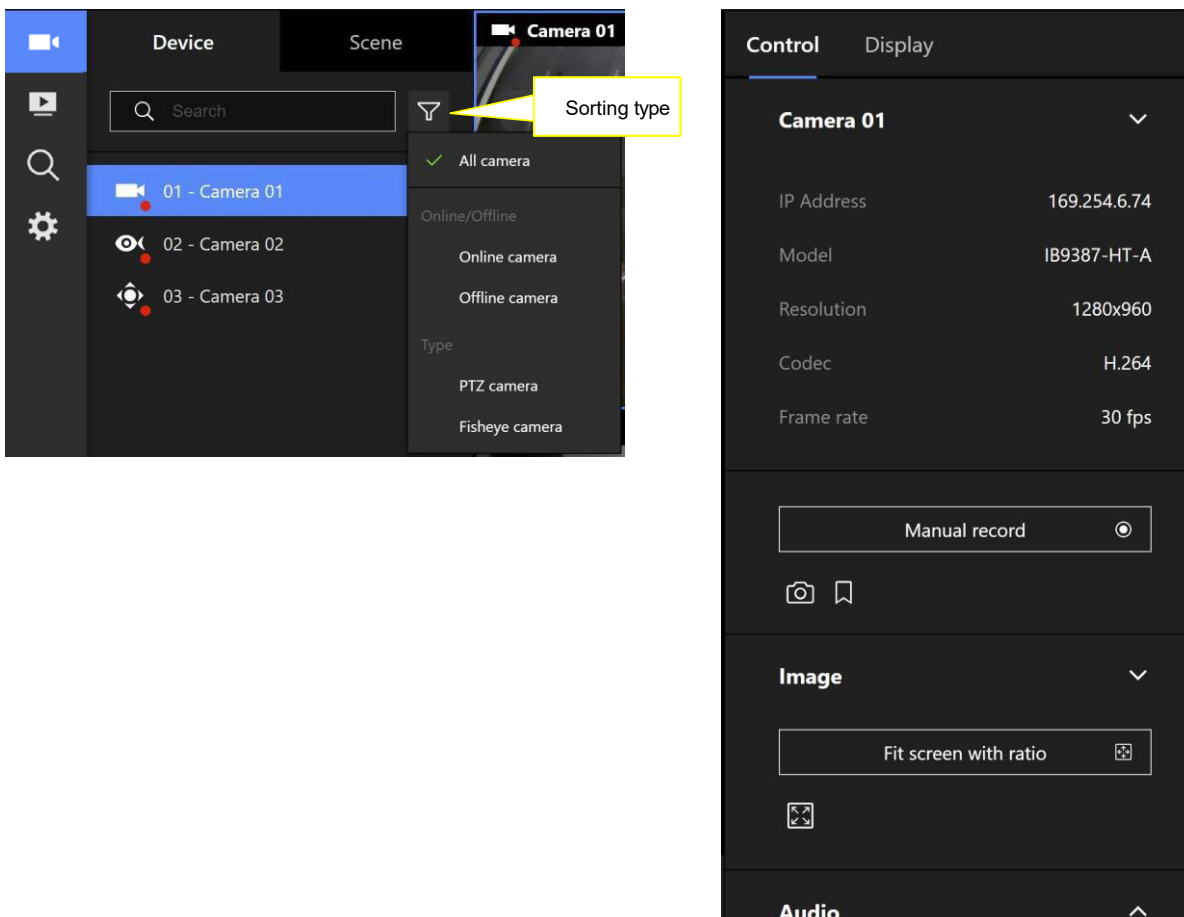 Device
Scene
Camera 01
Search
Sorting type
All camera
01 - Camera 01
Online/Offline
02 - Camera 02
Online camera
03 - Camera 03
Offline camera
Type
PTZ camera
Fisheye camera
Control
Display
Camera 01
IP Address 169.254.6.74
Model IB9387-HT-A
Resolution 1280x960
Codec H.264
Frame rate 30 fps
Manual record
Image
Fit screen with ratio
Audio